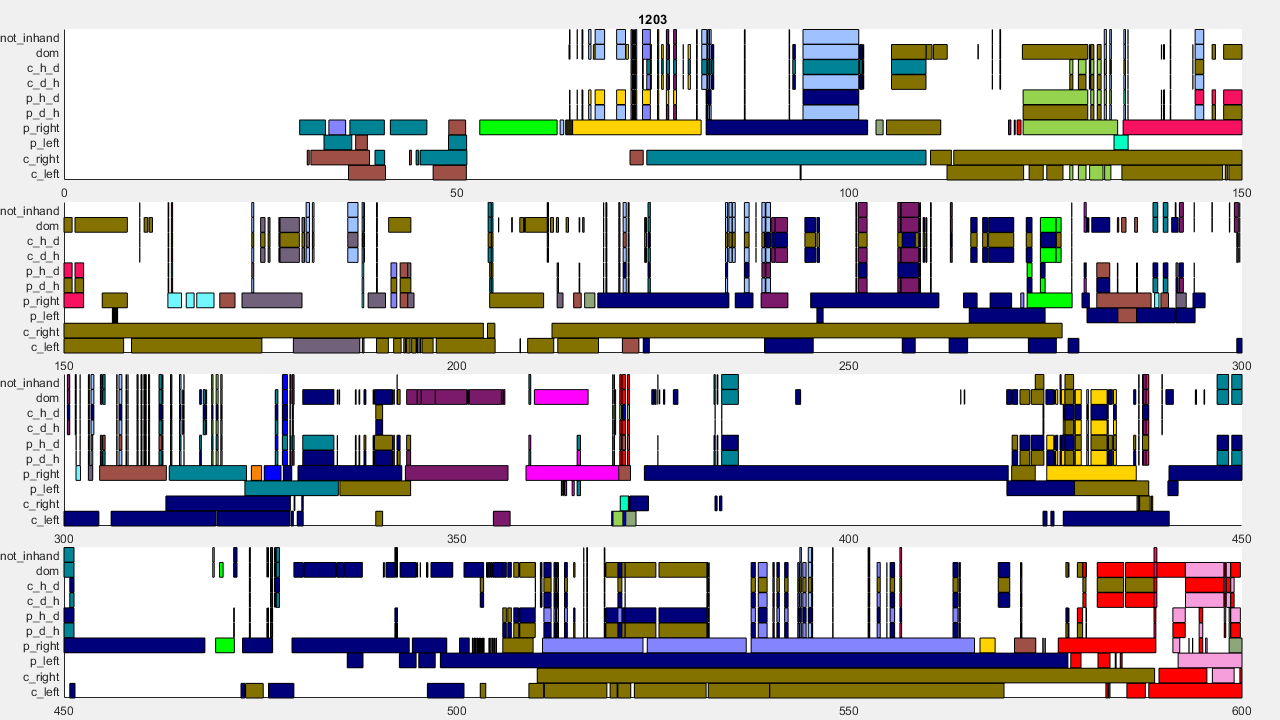 1203
not_inhand
dom
c_h_d
c_d_h
p_h_d
p_d_h
p_right
p_left
c_right
c_left
0 50 100 150
not_inhand
dom
c_h_d
c_d_h
p_h_d
p_d_h
p_right
p_left
c_right
c_left
150 200 250 300
not_inhand
dom
c_h_d
c_d_h
p_h_d
p_d_h
p_right
p_left
c_right
c_left
300 350 400 450
not_inhand
dom
c_h_d
c_d_h
p_h_d
p_d_h
p_right
p_left
c_right
c_left
450 500 550 600